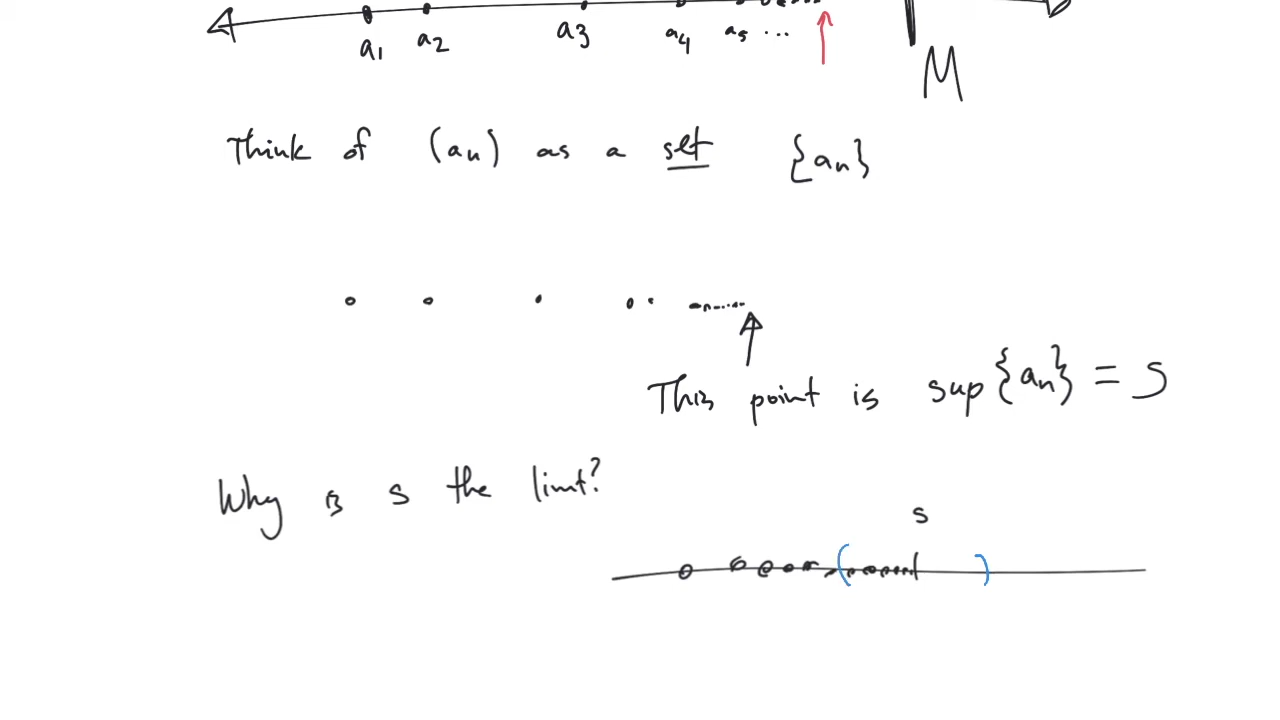 a1 a2 a3 a4 a5 ...
M
Think of (an) as a set {an}
This point is sup{an} = s
Why is s the limit?
s